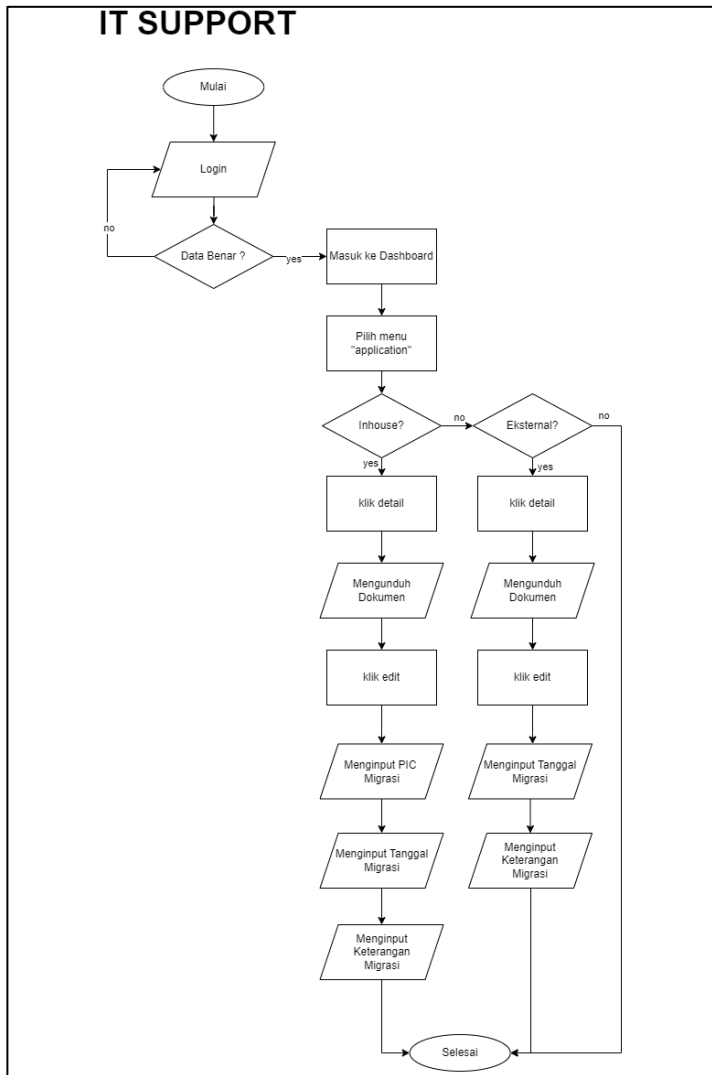 IT SUPPORT
Mulai
Login
no
Data Benar ?
yes
Masuk ke Dashboard
Pilih menu
"application"
Inhouse?
no
Eksternal?
no
yes
yes
klik detail
klik detail
Mengunduh
Dokumen
Mengunduh
Dokumen
klik edit
klik edit
Menginput PIC
Migrasi
Menginput Tanggal
Migrasi
Menginput Tanggal
Migrasi
Menginput
Keterangan
Migrasi
Menginput
Keterangan
Migrasi
Selesai